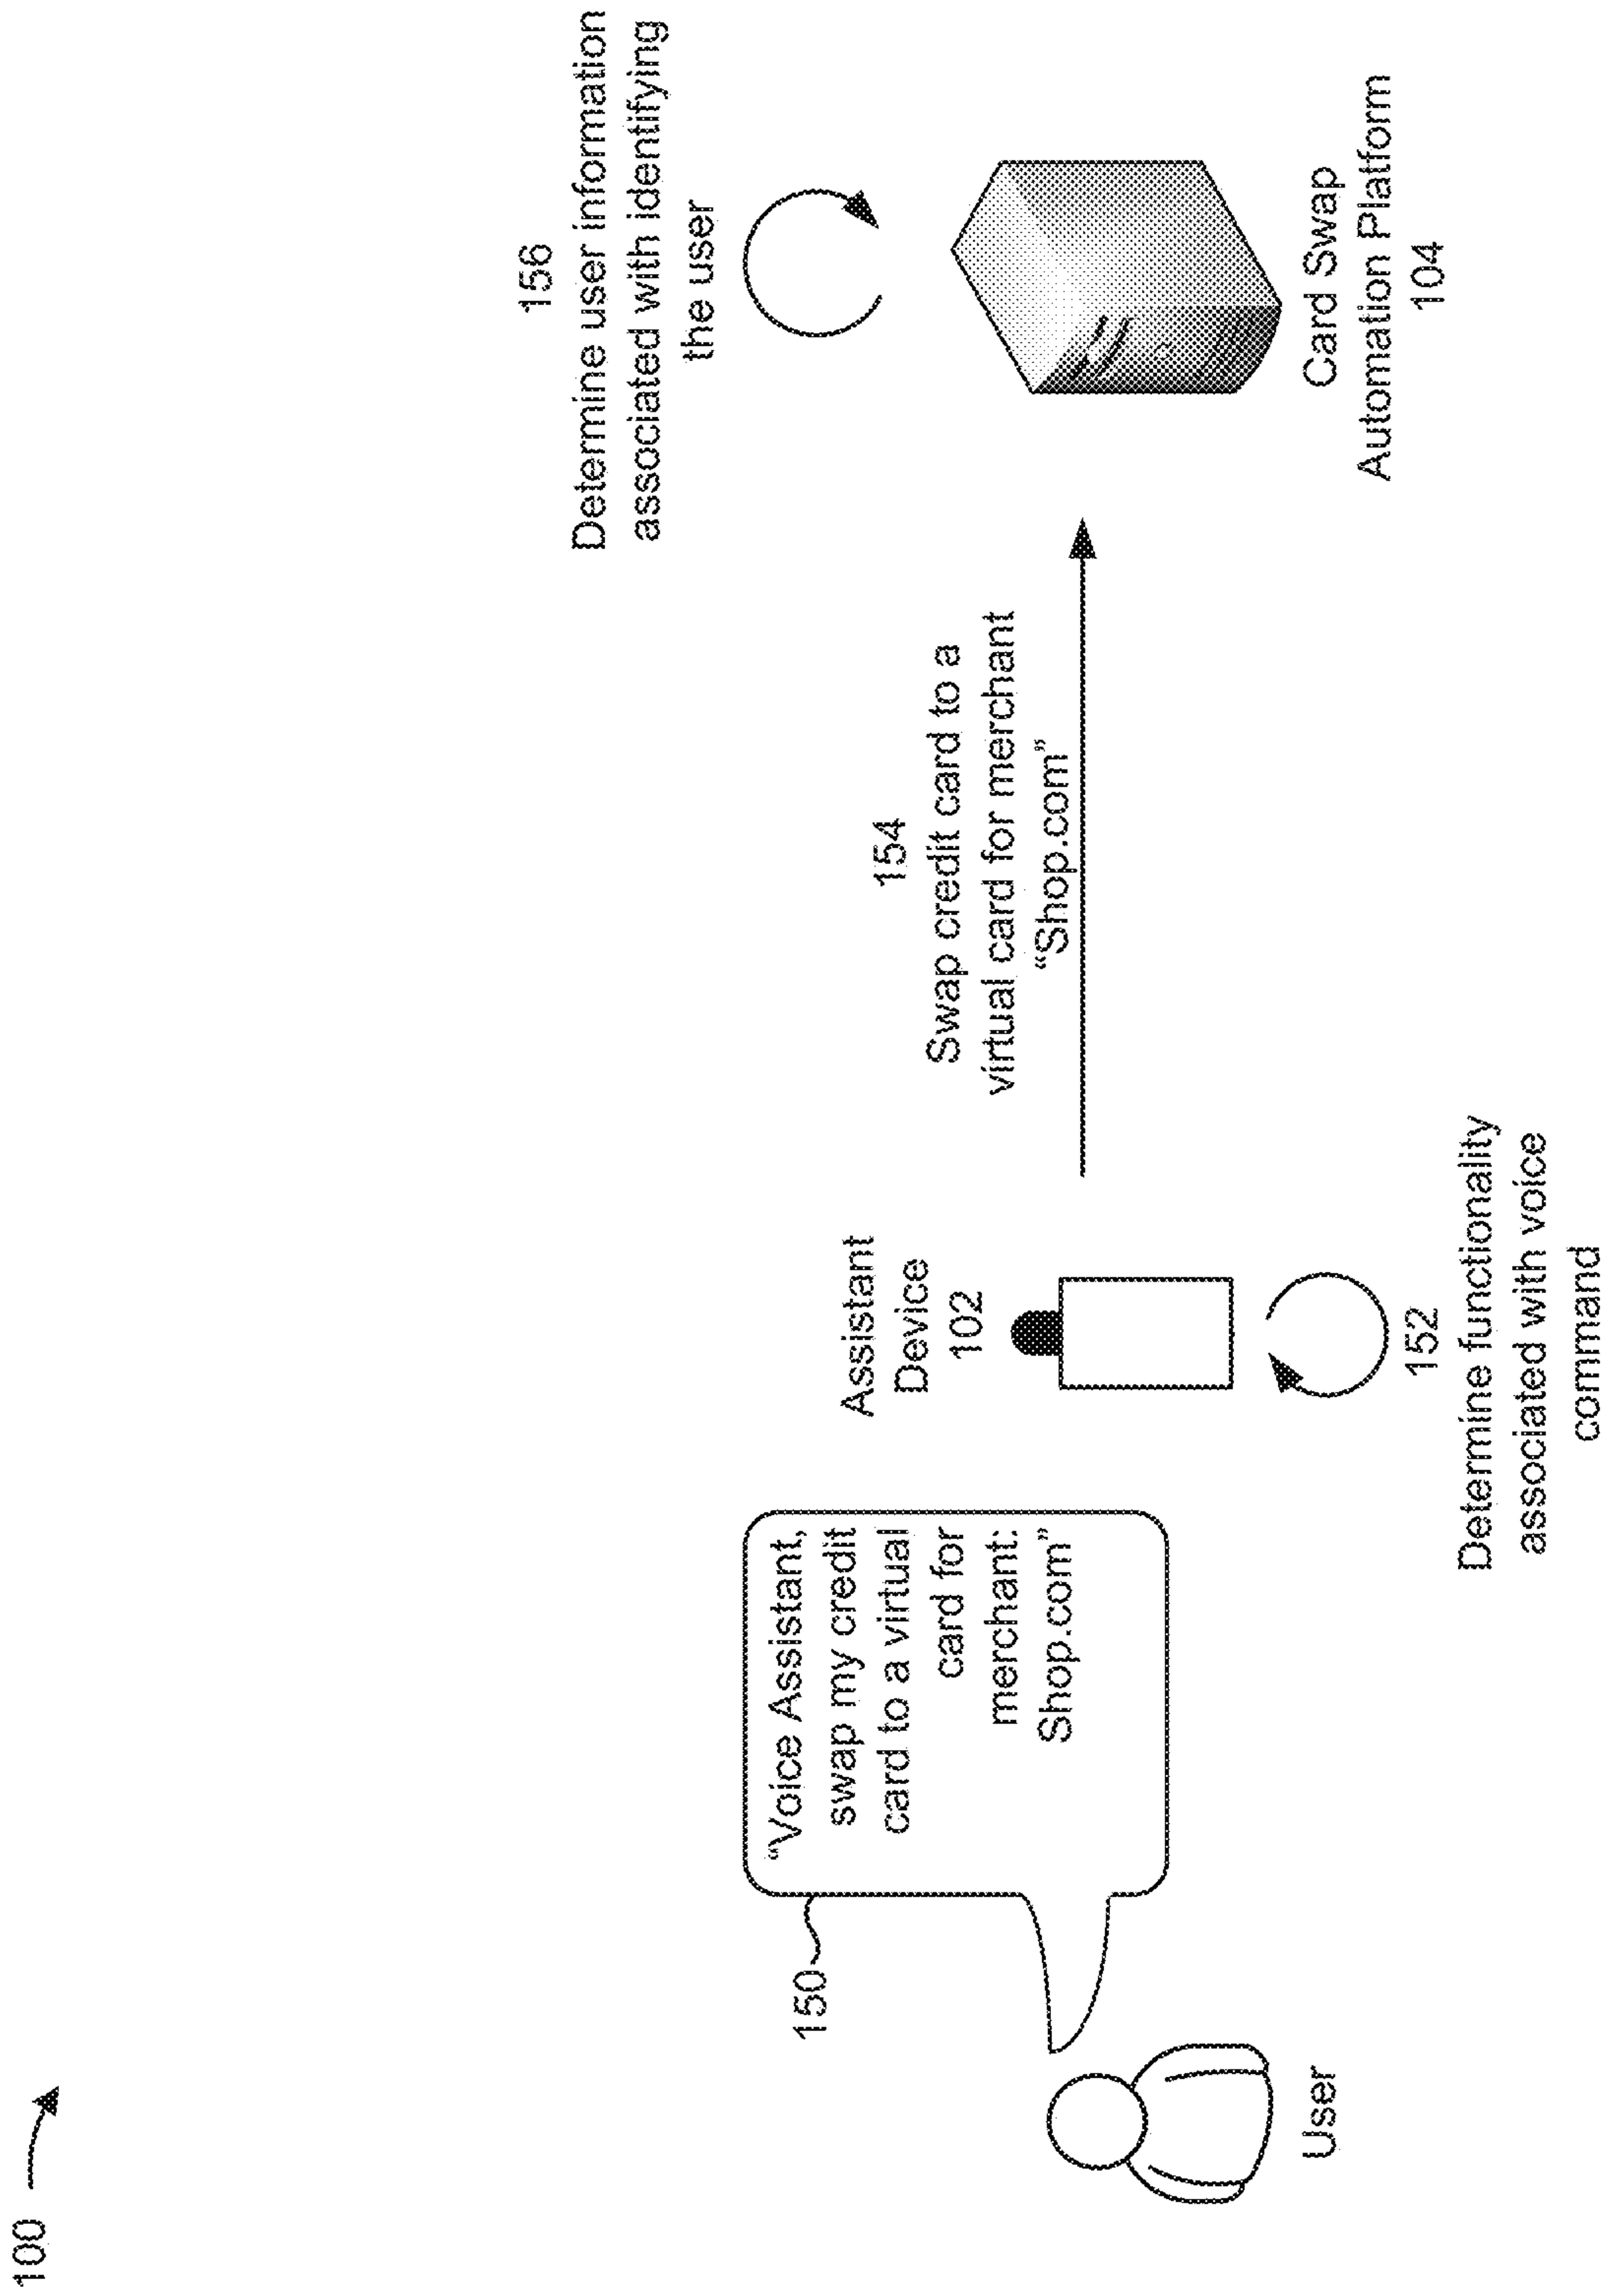 100
150
"Voice Assistant,
swap my credit
card to a virtual
card for
merchant:
Shop.com"
User
Assistant
Device
102
152
Determine functionality
associated with voice
command
154
Swap credit card to a
virtual card for merchant
"Shop.com"
156
Determine user information
associated with identifying
the user
Card Swap
Automation Platform
104